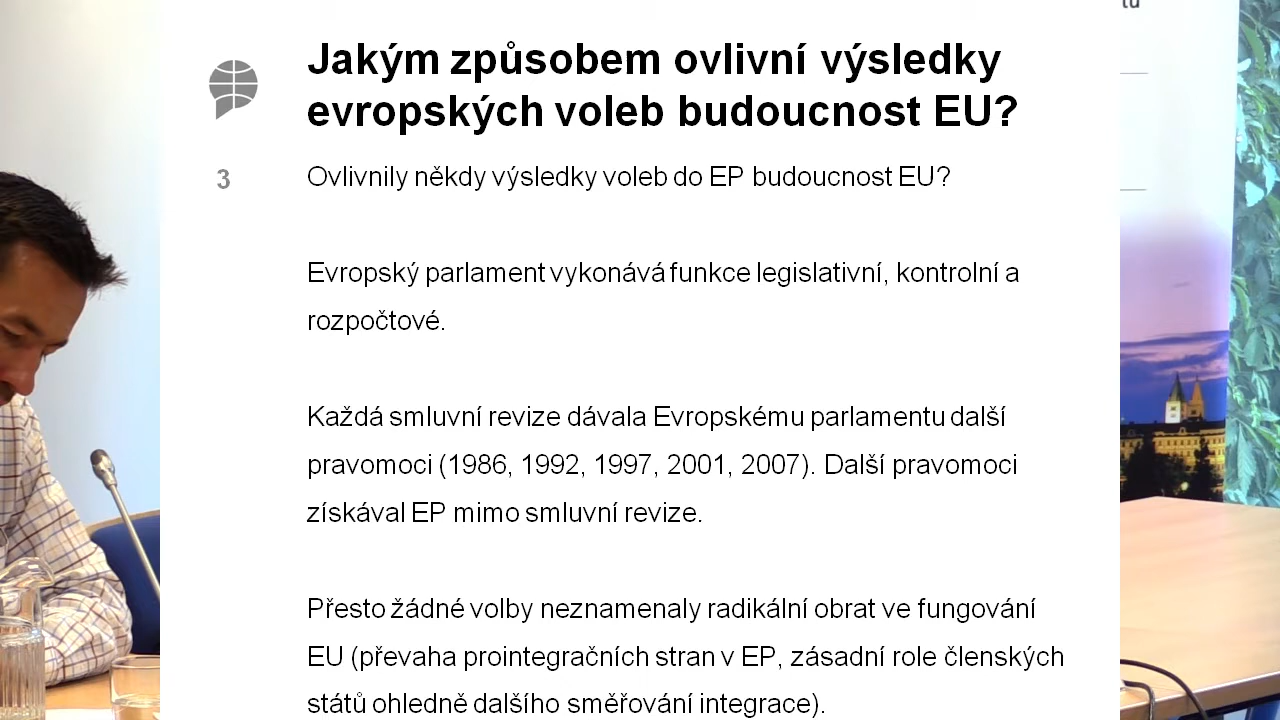 Jakým způsobem ovlivní výsledky
evropských voleb budoucnost EU?
3
Ovlivnily někdy výsledky voleb do EP budoucnost EU?
Evropský parlament vykonává funkce legislativní, kontrolní a
rozpočtové.
Každá smluvní revize dávala Evropskému parlamentu další
pravomoci (1986, 1992, 1997, 2001, 2007). Další pravomoci
získával EP mimo smluvní revize.
Přesto žádné volby neznamenaly radikální obrat ve fungování
EU (převaha prointegračních stran v EP, zásadní role členských
států ohledně dalšího směřování integrace).